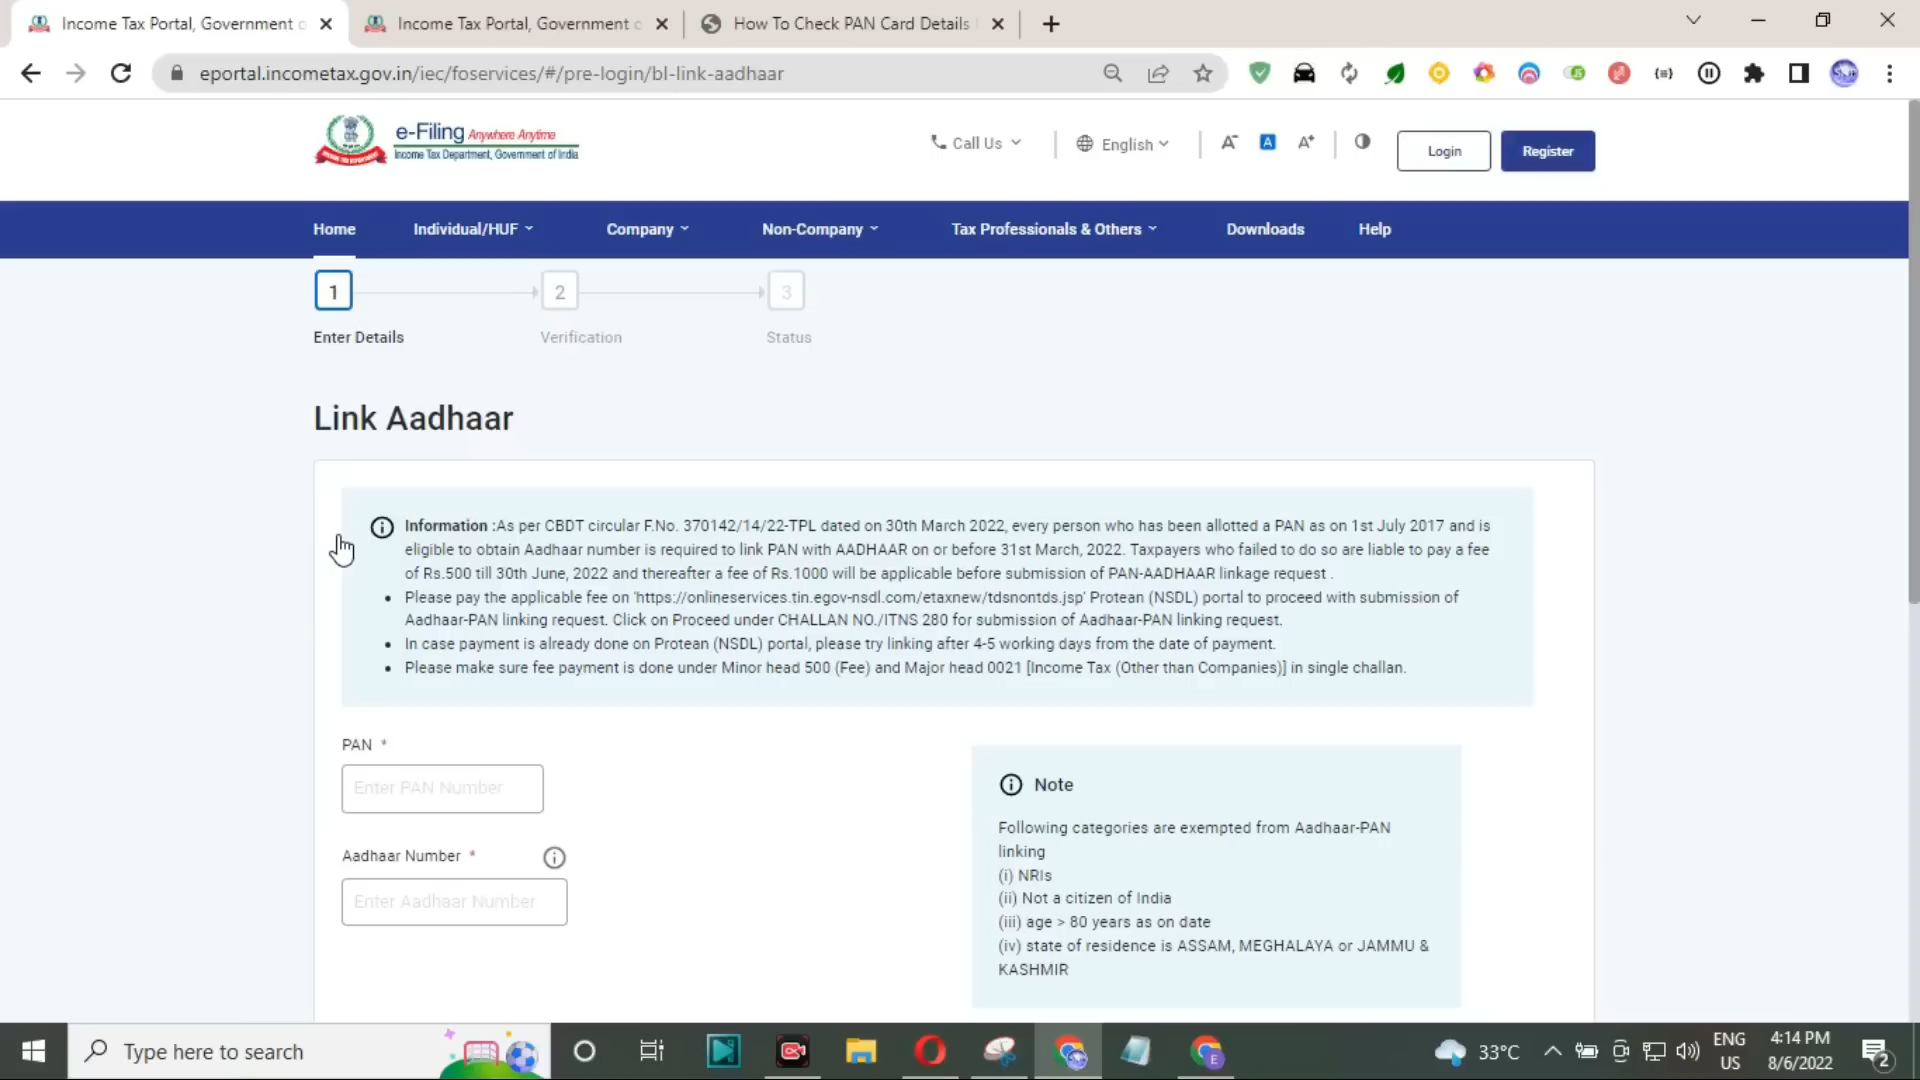 Income Tax Portal, Government o
Income Tax Portal, Government o
How To Check PAN Card Details
eportal.incometax.gov.in/iec/foservices/#/pre-login/bl-link-aadhaar
e-Filing Anywhere Anytime
Income Tax Department, Government of India
Call Us
English
A-
A
A+
Login
Register
Home
Individual/HUF
Company
Non-Company
Tax Professionals & Others
Downloads
Help
1
2
3
Enter Details
Verification
Status
Link Aadhaar
Information :As per CBDT circular F.No. 370142/14/22-TPL dated on 30th March 2022, every person who has been allotted a PAN as on 1st July 2017 and is
eligible to obtain Aadhaar number is required to link PAN with AADHAAR on or before 31st March, 2022. Taxpayers who failed to do so are liable to pay a fee
of Rs.500 till 30th June, 2022 and thereafter a fee of Rs.1000 will be applicable before submission of PAN-AADHAAR linkage request .
• Please pay the applicable fee on 'https://onlineservices.tin.egov-nsdl.com/etaxnew/tdsnontds.jsp' Protean (NSDL) portal to proceed with submission of
Aadhaar-PAN linking request. Click on Proceed under CHALLAN NO./ITNS 280 for submission of Aadhaar-PAN linking request.
• In case payment is already done on Protean (NSDL) portal, please try linking after 4-5 working days from the date of payment.
• Please make sure fee payment is done under Minor head 500 (Fee) and Major head 0021 [Income Tax (Other than Companies)] in single challan.
PAN *
Enter PAN Number
Aadhaar Number *
Enter Aadhaar Number
Note
Following categories are exempted from Aadhaar-PAN
linking
(i) NRIs
(ii) Not a citizen of India
(iii) age > 80 years as on date
(iv) state of residence is ASSAM, MEGHALAYA or JAMMU &
KASHMIR
Type here to search
33°C
ENG
US
4:14 PM
8/6/2022
2